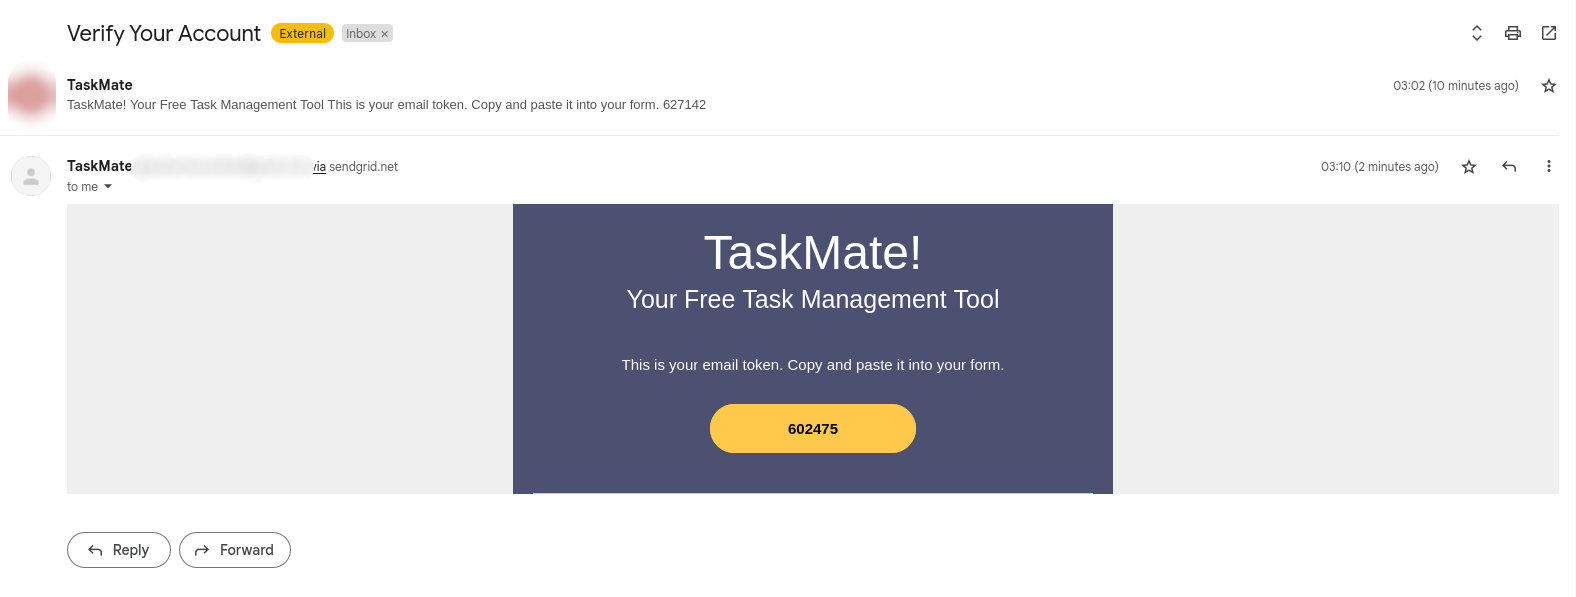 Verify Your Account External Inbox ×
TaskMate 03:02 (10 minutes ago)
TaskMate! Your Free Task Management Tool This is your email token. Copy and paste it into your form. 627142
TaskMate via sendgrid.net 03:10 (2 minutes ago)
to me
TaskMate!
Your Free Task Management Tool
This is your email token. Copy and paste it into your form.
602475
Reply Forward